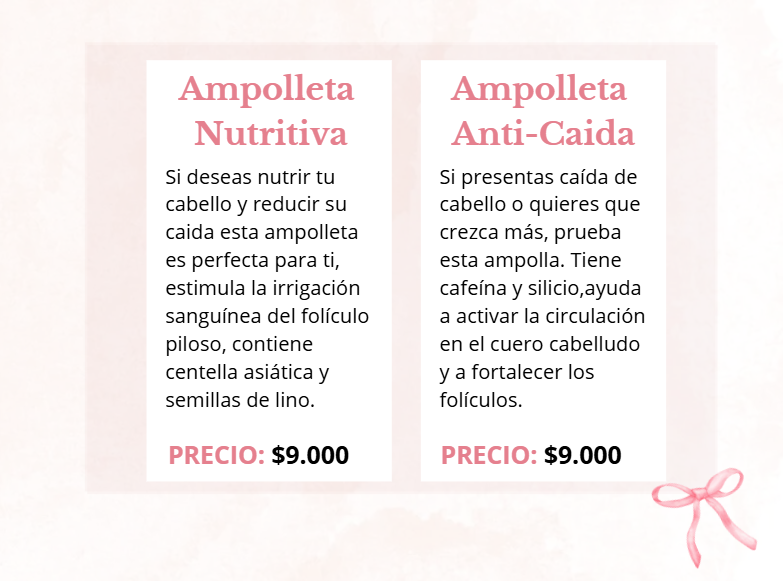 Ampolleta
Nutritiva
Si deseas nutrir tu
cabello y reducir su
caida esta ampolleta
es perfecta para ti,
estimula la irrigación
sanguínea del folículo
piloso, contiene
centella asiática y
semillas de lino.
PRECIO: $9.000
Ampolleta
Anti-Caida
Si presentas caída de
cabello o quieres que
crezca más, prueba
esta ampolla. Tiene
cafeína y silicio,ayuda
a activar la circulación
en el cuero cabelludo
y a fortalecer los
folículos.
PRECIO: $9.000